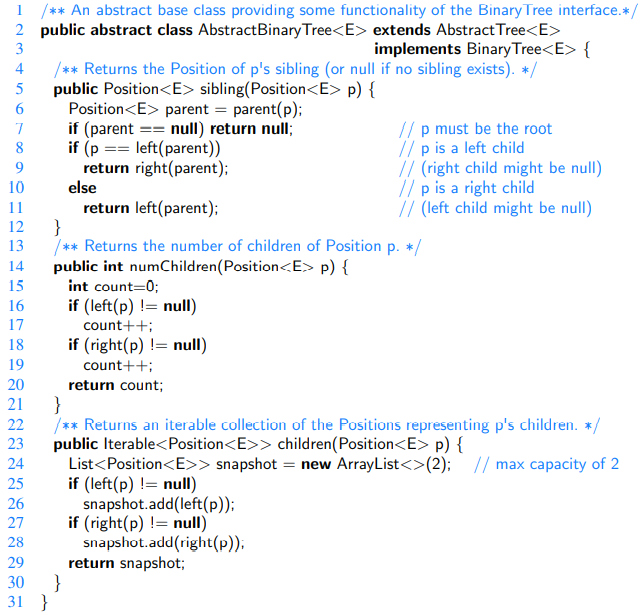 1 /** An abstract base class providing some functionality of the BinaryTree interface.*/
2 public abstract class AbstractBinaryTree<E> extends AbstractTree<E>
3 implements BinaryTree<E> {
4 /** Returns the Position of p's sibling (or null if no sibling exists). */
5 public Position<E> sibling(Position<E> p) {
6 Position<E> parent = parent(p);
7 if (parent == null) return null; // p must be the root
8 if (p == left(parent)) // p is a left child
9 return right(parent); // (right child might be null)
10 else // p is a right child
11 return left(parent); // (left child might be null)
12 }
13 /** Returns the number of children of Position p. */
14 public int numChildren(Position<E> p) {
15 int count=0;
16 if (left(p) != null)
17 count++;
18 if (right(p) != null)
19 count++;
20 return count;
21 }
22 /** Returns an iterable collection of the Positions representing p's children. */
23 public Iterable<Position<E>> children(Position<E> p) {
24 List<Position<E>> snapshot = new ArrayList<>(2); // max capacity of 2
25 if (left(p) != null)
26 snapshot.add(left(p));
27 if (right(p) != null)
28 snapshot.add(right(p));
29 return snapshot;
30 }
31 }